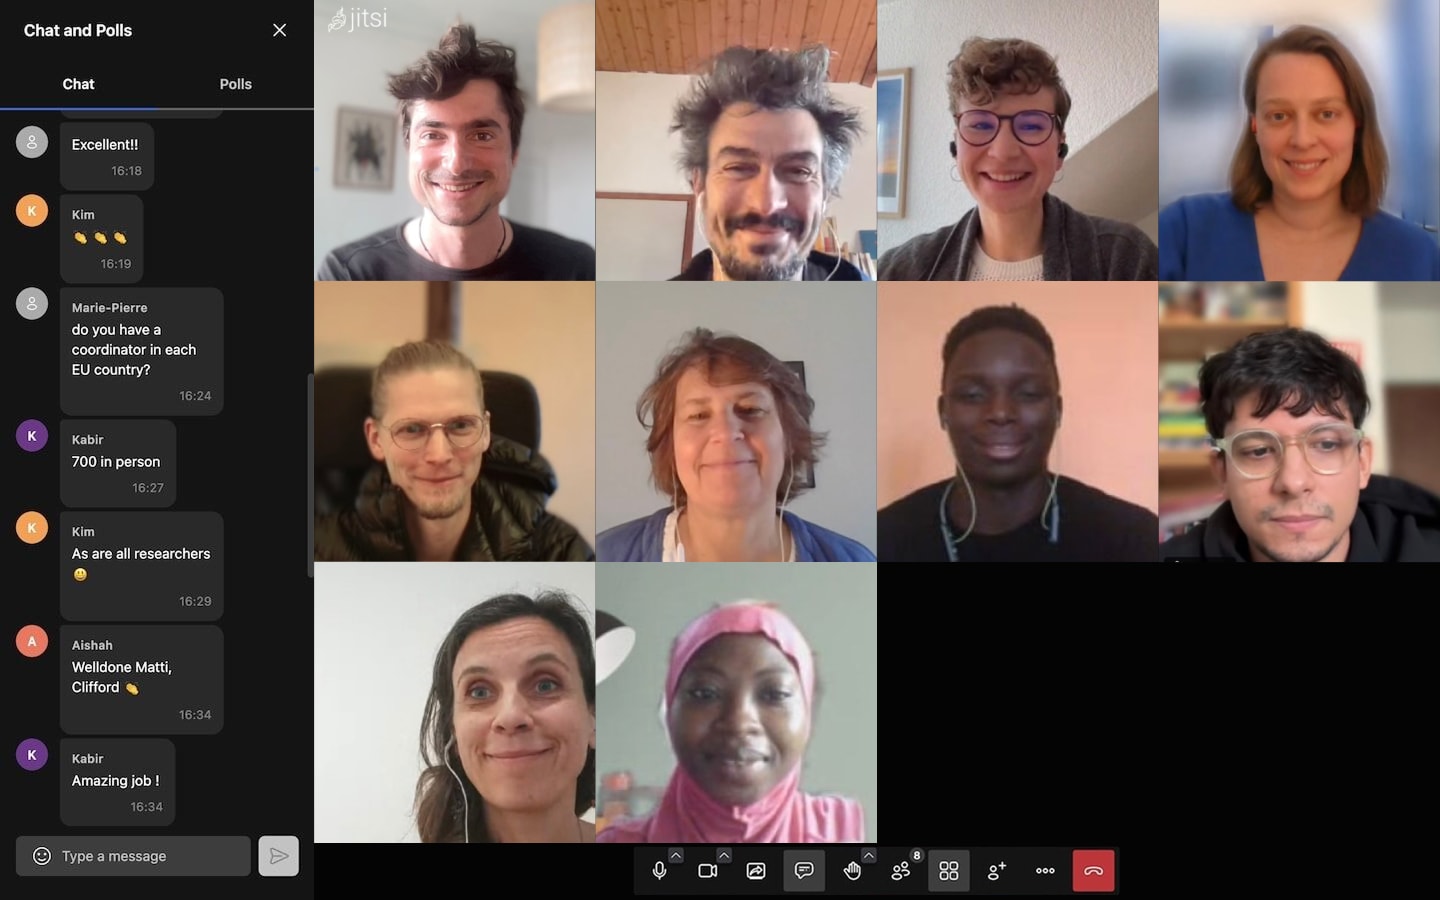 Chat and Polls
jitsi
Chat
Polls
Excellent!!
16:18
K
Kim
👏 👏 👏
16:19
Marie-Pierre
do you have a
coordinator in each
EU country?
16:24
K
Kabir
700 in person
16:27
K
Kim
As are all researchers
😃
16:29
A
Aishah
Welldone Matti,
Clifford 👏
16:34
K
Kabir
Amazing job !
16:34
Type a message
8